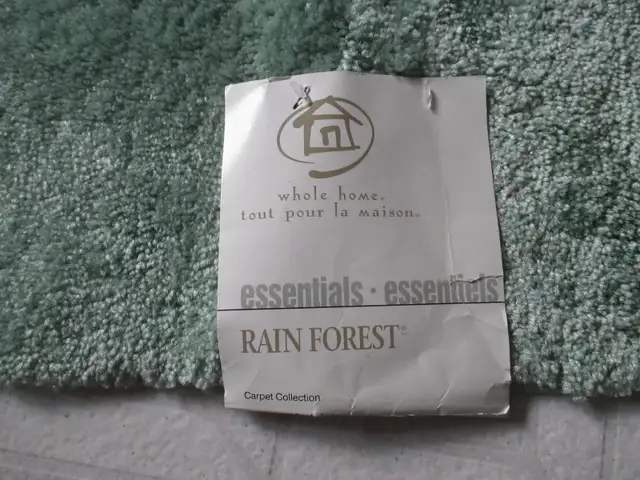 whole home.
tout pour la maison.
essentials · essentiels
RAIN FOREST
Carpet Collection